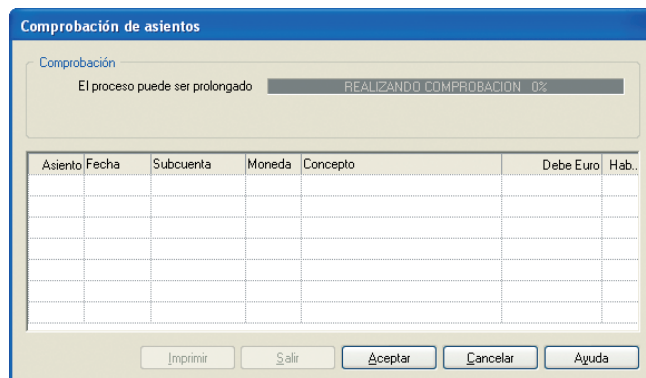 Comprobación de asientos
Comprobación
El proceso puede ser prolongado REALIZANDO COMPROBACION 0%
Asiento Fecha Subcuenta Moneda Concepto Debe Euro Hab..
Imprimir Salir Aceptar Cancelar Ayuda